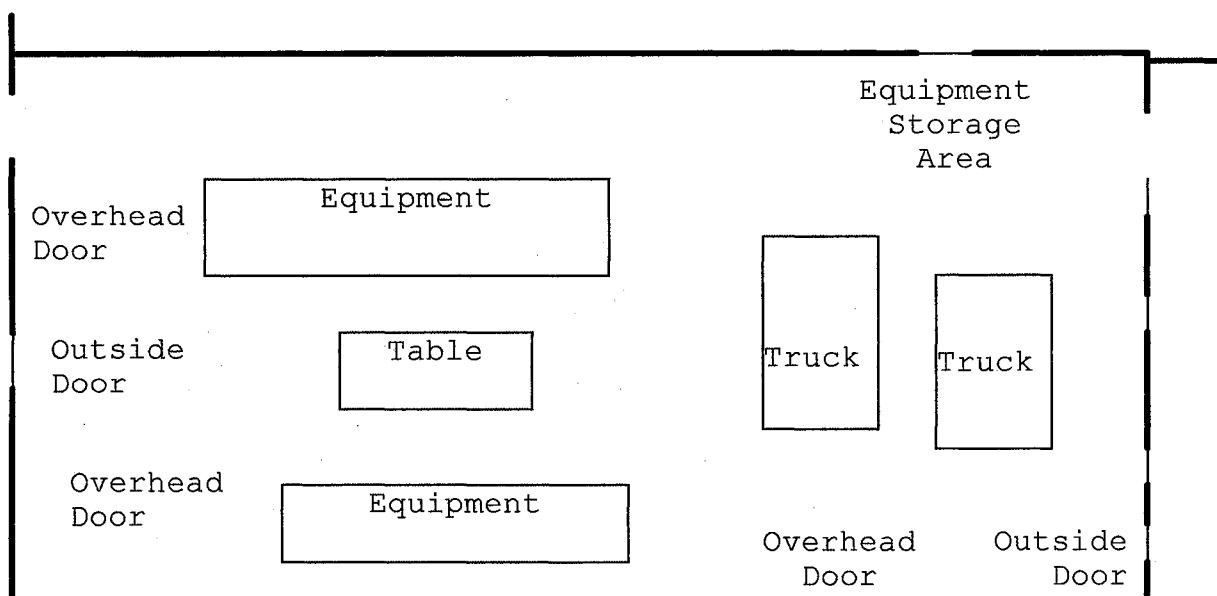 Equipment
Storage
Area
Equipment
Overhead
Door
Outside
Door
Table
Truck
Truck
Overhead
Door
Equipment
Overhead
Door
Outside
Door